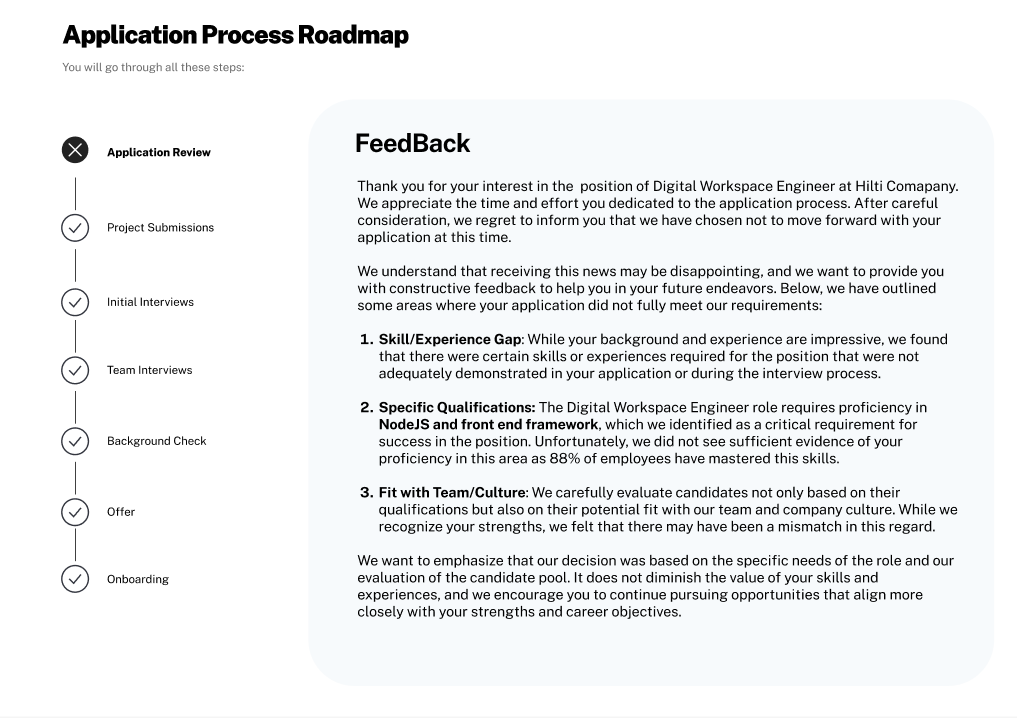 Application Process Roadmap
You will go through all these steps:
Application Review
Project Submissions
Initial Interviews
Team Interviews
Background Check
Offer
Onboarding
FeedBack
Thank you for your interest in the position of Digital Workspace Engineer at Hilti Comapany.
We appreciate the time and effort you dedicated to the application process. After careful
consideration, we regret to inform you that we have chosen not to move forward with your
application at this time.
We understand that receiving this news may be disappointing, and we want to provide you
with constructive feedback to help you in your future endeavors. Below, we have outlined
some areas where your application did not fully meet our requirements:
1. Skill/Experience Gap: While your background and experience are impressive, we found
that there were certain skills or experiences required for the position that were not
adequately demonstrated in your application or during the interview process.
2. Specific Qualifications: The Digital Workspace Engineer role requires proficiency in
NodeJS and front end framework, which we identified as a critical requirement for
success in the position. Unfortunately, we did not see sufficient evidence of your
proficiency in this area as 88% of employees have mastered this skills.
3. Fit with Team/Culture: We carefully evaluate candidates not only based on their
qualifications but also on their potential fit with our team and company culture. While we
recognize your strengths, we felt that there may have been a mismatch in this regard.
We want to emphasize that our decision was based on the specific needs of the role and our
evaluation of the candidate pool. It does not diminish the value of your skills and
experiences, and we encourage you to continue pursuing opportunities that align more
closely with your strengths and career objectives.